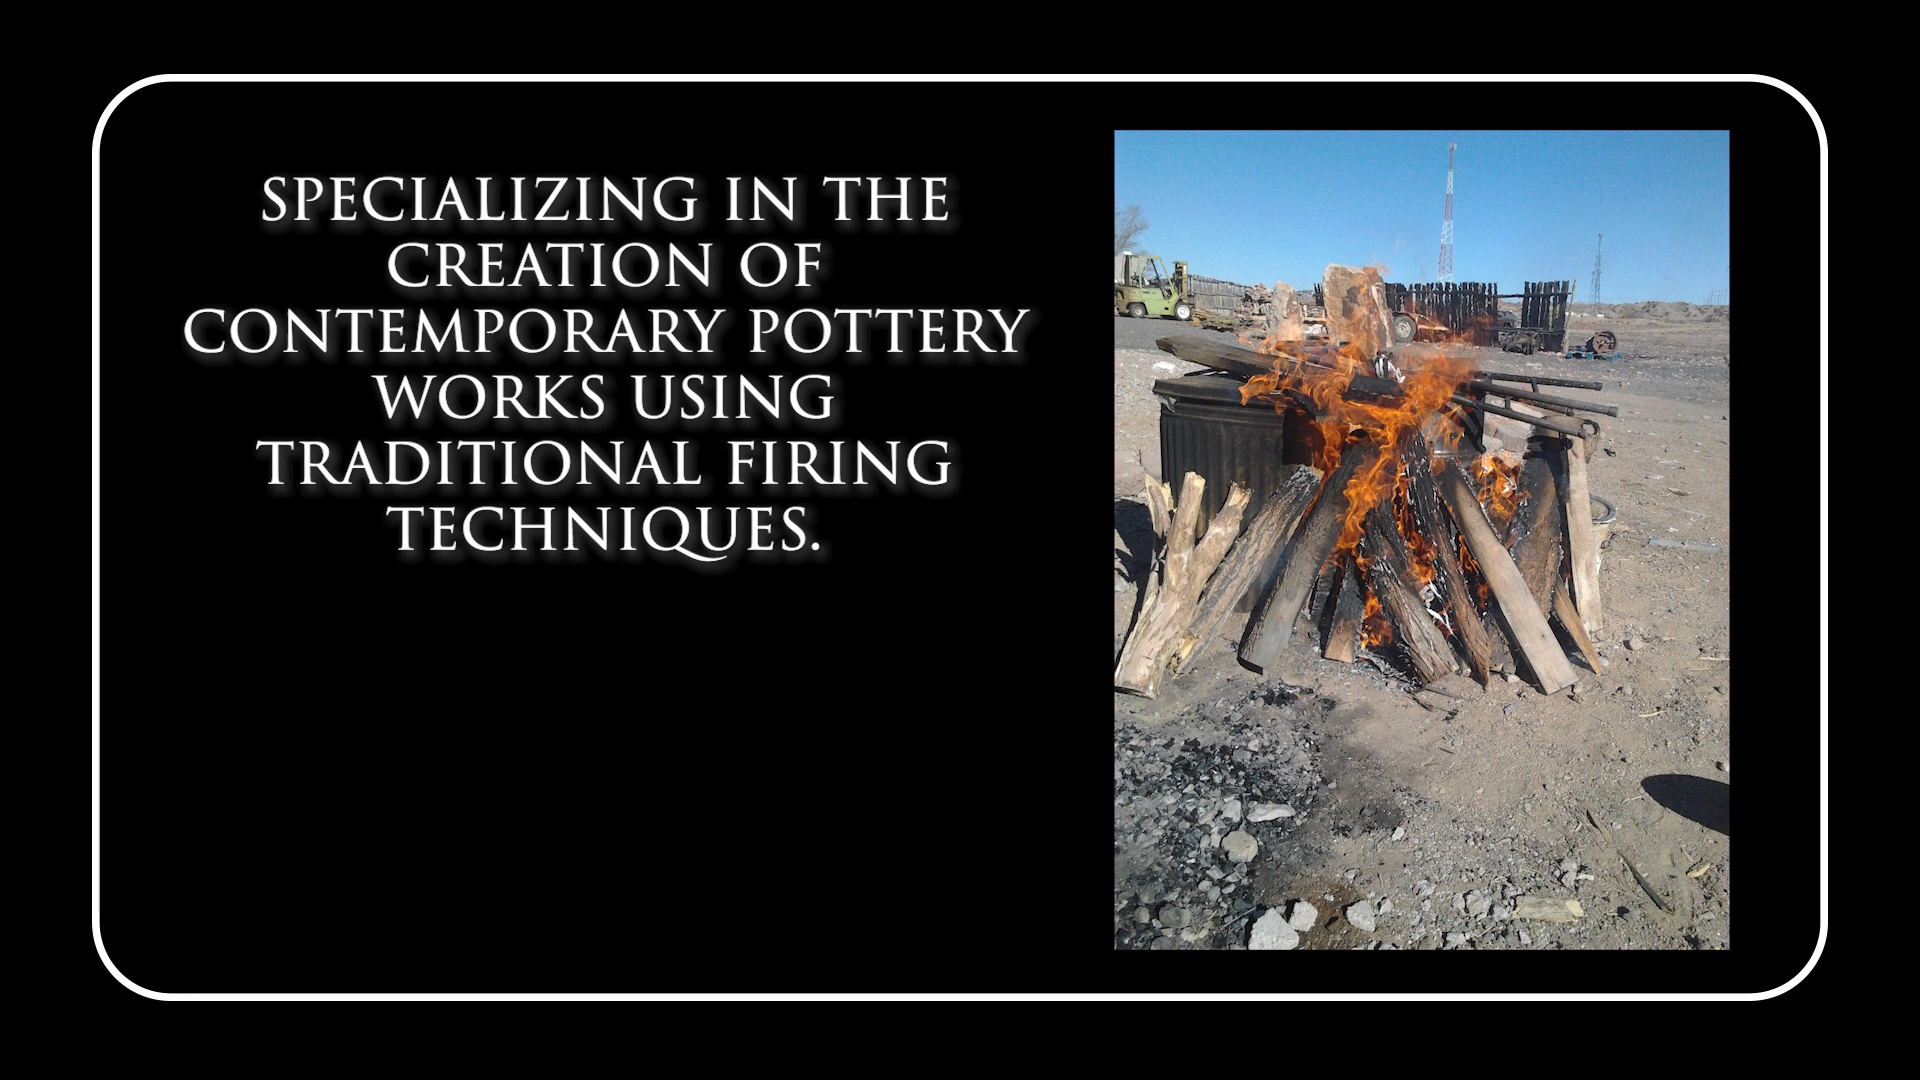 SPECIALIZING IN THE
CREATION OF
CONTEMPORARY POTTERY
WORKS USING
TRADITIONAL FIRING
TECHNIQUES.